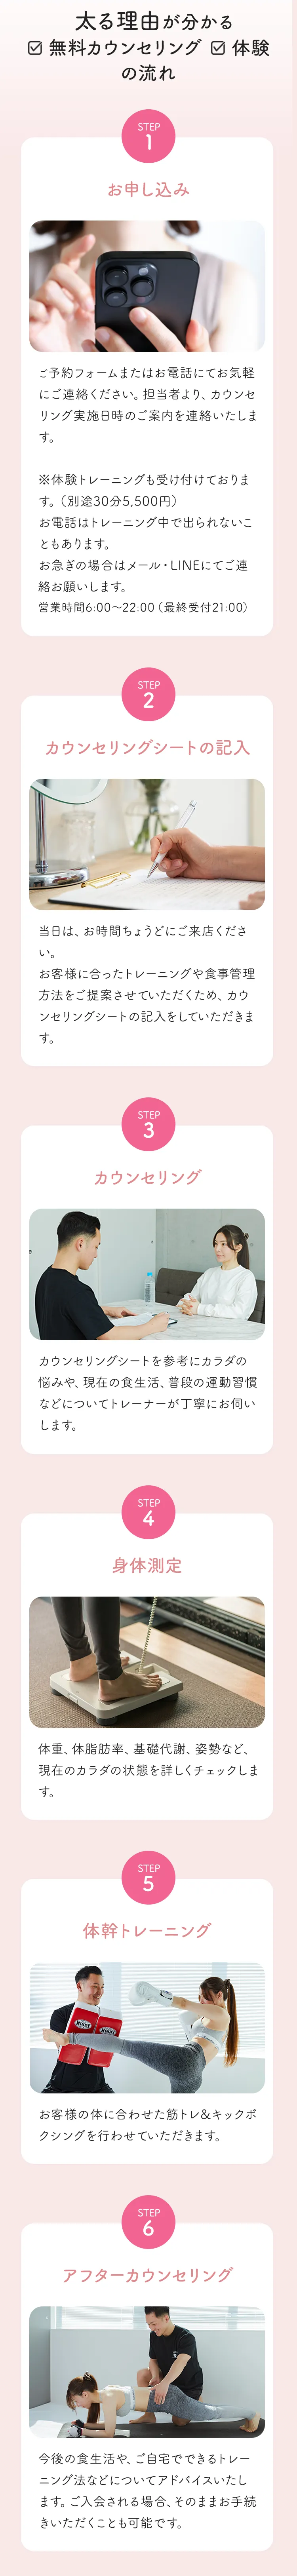 太る理由が分かる
☑ 無料カウンセリング ☑ 体験
の流れ
STEP
1
お申し込み
ご予約フォームまたはお電話にてお気軽
にご連絡ください。担当者より、カウンセ
リング実施日時のご案内を連絡いたしま
す。
※体験トレーニングも受け付けておりま
す。（別途30分5,500円）
お電話はトレーニング中で出られないこ
ともあります。
お急ぎの場合はメール・LINEにてご連
絡お願いします。
営業時間6:00〜22:00（最終受付21:00）
STEP
2
カウンセリングシートの記入
当日は、お時間ちょうどにご来店くださ
い。
お客様に合ったトレーニングや食事管理
方法をご提案させていただくため、カウ
ンセリングシートの記入をしていただきま
す。
STEP
3
カウンセリング
カウンセリングシートを参考にカラダの
悩みや、現在の食生活、普段の運動習慣
などについてトレーナーが丁寧にお伺い
します。
STEP
4
身体測定
体重、体脂肪率、基礎代謝、姿勢など、
現在のカラダの状態を詳しくチェックしま
す。
STEP
5
体幹トレーニング
お客様の体に合わせた筋トレ&キックボ
クシングを行わせていただきます。
STEP
6
アフターカウンセリング
今後の食生活や、ご自宅でできるトレー
ニング法などについてアドバイスいたし
ます。ご入会される場合、そのままお手続
きいただくことも可能です。